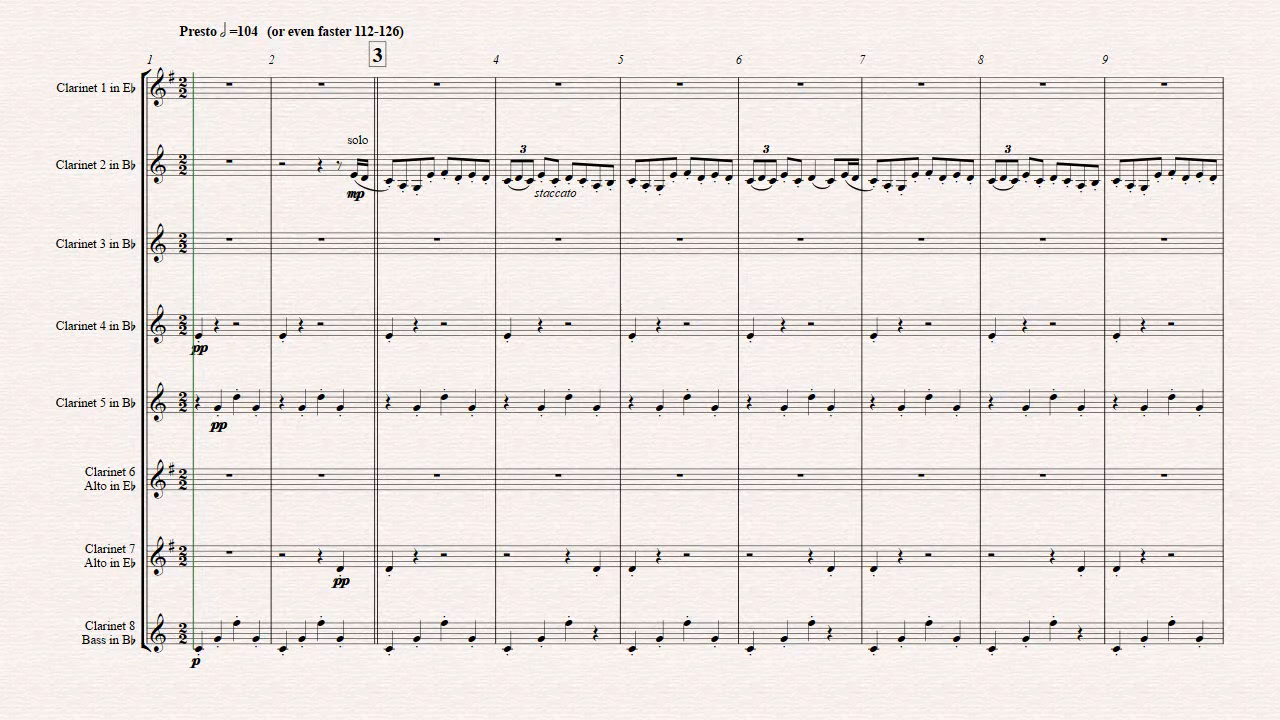 Presto 𝅗𝅥 =104 (or even faster 112-126)
1 2 3 4 5 6 7 8 9
Clarinet 1 in E♭
solo
Clarinet 2 in B♭
3 3 3
mp
staccato
Clarinet 3 in B♭
Clarinet 4 in B♭
pp
Clarinet 5 in B♭
pp
Clarinet 6
Alto in E♭
Clarinet 7
Alto in E♭
pp
Clarinet 8
Bass in B♭
p